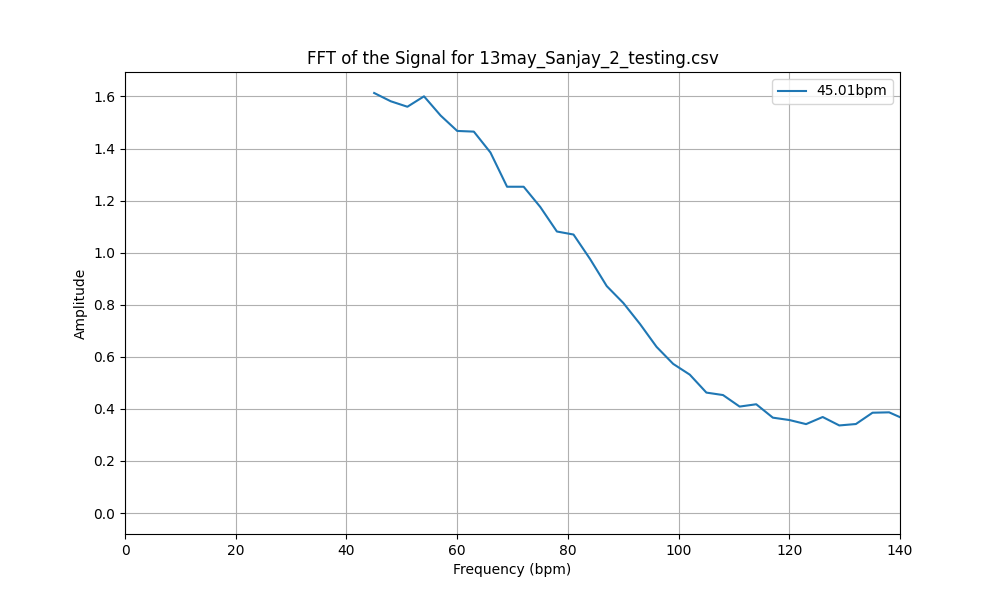 FFT of the Signal for 13may_Sanjay_2_testing.csv
45.01bpm
Amplitude
1.6
1.4
1.2
1.0
0.8
0.6
0.4
0.2
0.0
0 20 40 60 80 100 120 140
Frequency (bpm)